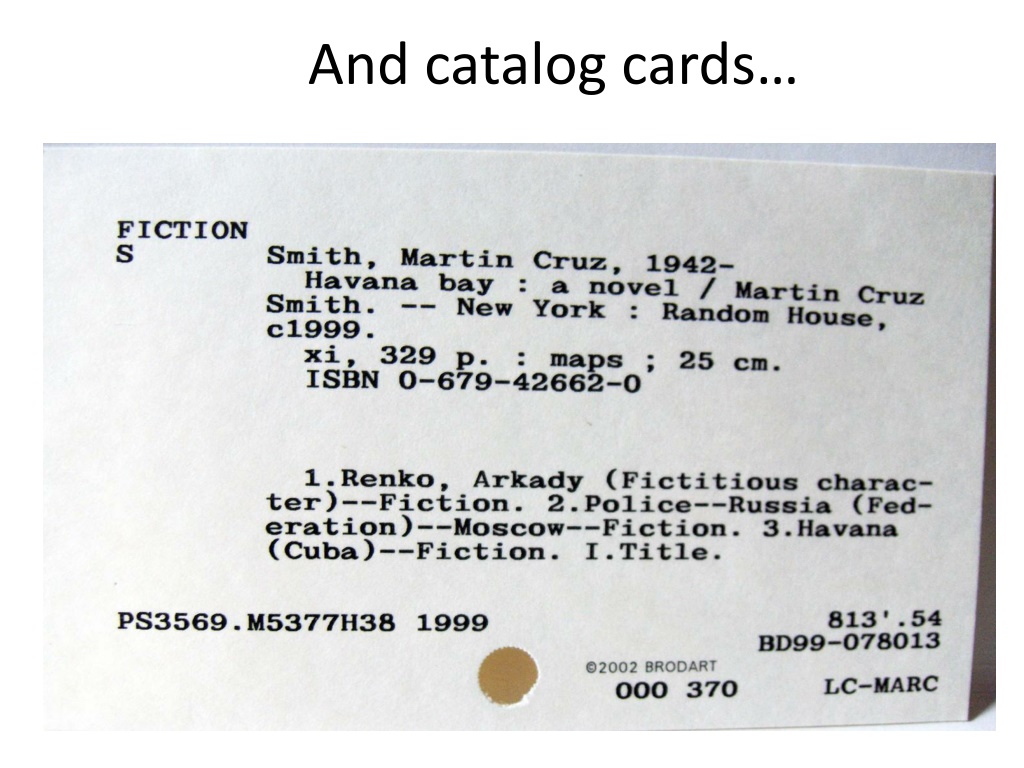 And catalog cards…
FICTION
S Smith, Martin Cruz, 1942-
Havana bay : a novel / Martin Cruz
Smith. -- New York : Random House,
c1999.
xi, 329 p. : maps ; 25 cm.
ISBN 0-679-42662-0
1.Renko, Arkady (Fictitious charac-
ter)--Fiction. 2.Police--Russia (Fed-
eration)--Moscow--Fiction. 3.Havana
(Cuba)--Fiction. I.Title.
PS3569.M5377H38 1999 813'.54
BD99-078013
©2002 BRODART
000 370 LC-MARC